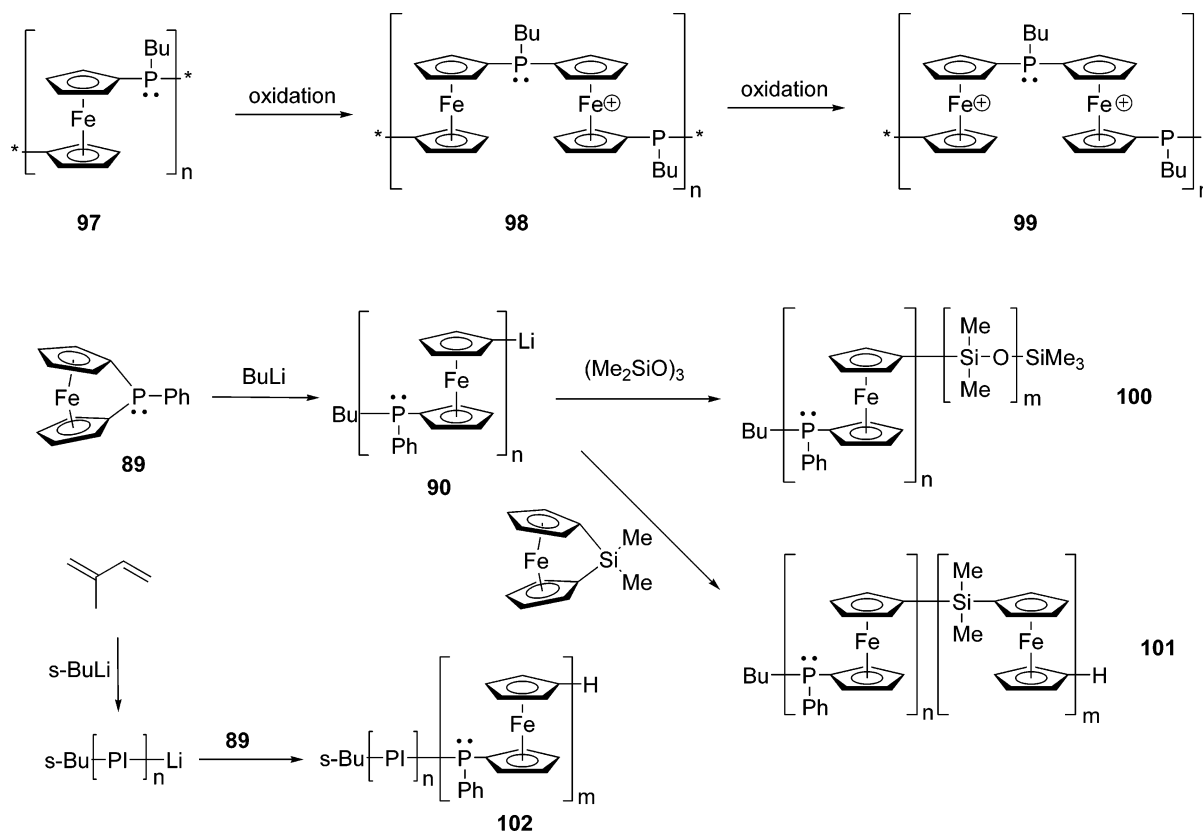 Bu
P
*
Fe
*
n
97
oxidation
Bu
P
Fe
Fe⊕
*
P
*
Bu
n
98
oxidation
Bu
P
Fe⊕
Fe⊕
*
P
Bu
n
99
Fe
P
Ph
89
BuLi
Li
Fe
Bu
P
Ph
n
90
(Me2SiO)3
Me
Si
O
SiMe3
Me
m
Fe
Bu
P
Ph
n
100
Fe
Si
Me
Me
Me
Si
Me
Fe
Fe
Bu
P
Ph
n
H
m
101
s-BuLi
s-Bu
PI
n
Li
89
H
Fe
s-Bu
PI
n
P
Ph
m
102